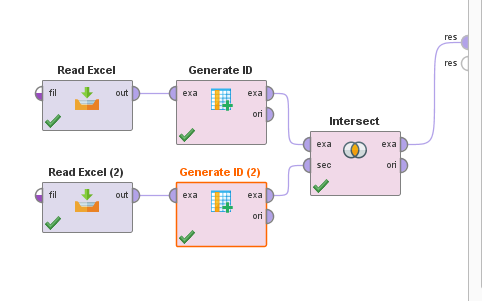 res
res
Read Excel
fil
out
Generate ID
exa
exa
ori
Intersect
exa
exa
sec
ori
Read Excel (2)
fil
out
Generate ID (2)
exa
exa
ori